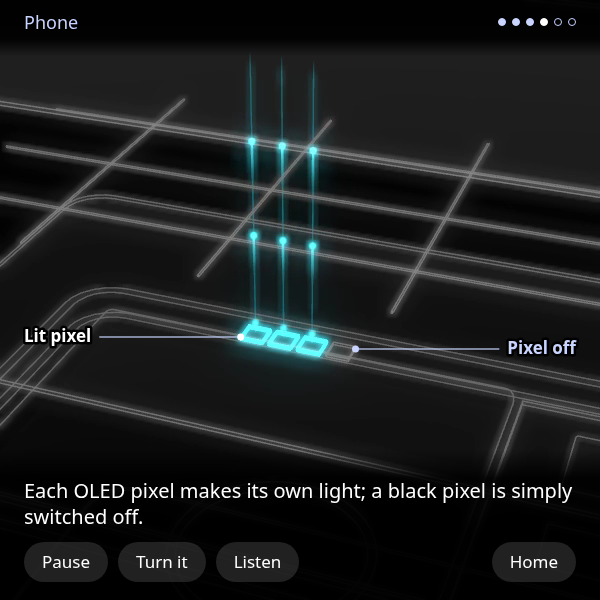 Phone
Lit pixel
Pixel off
Each OLED pixel makes its own light; a black pixel is simply
switched off.
Pause
Turn it
Listen
Home